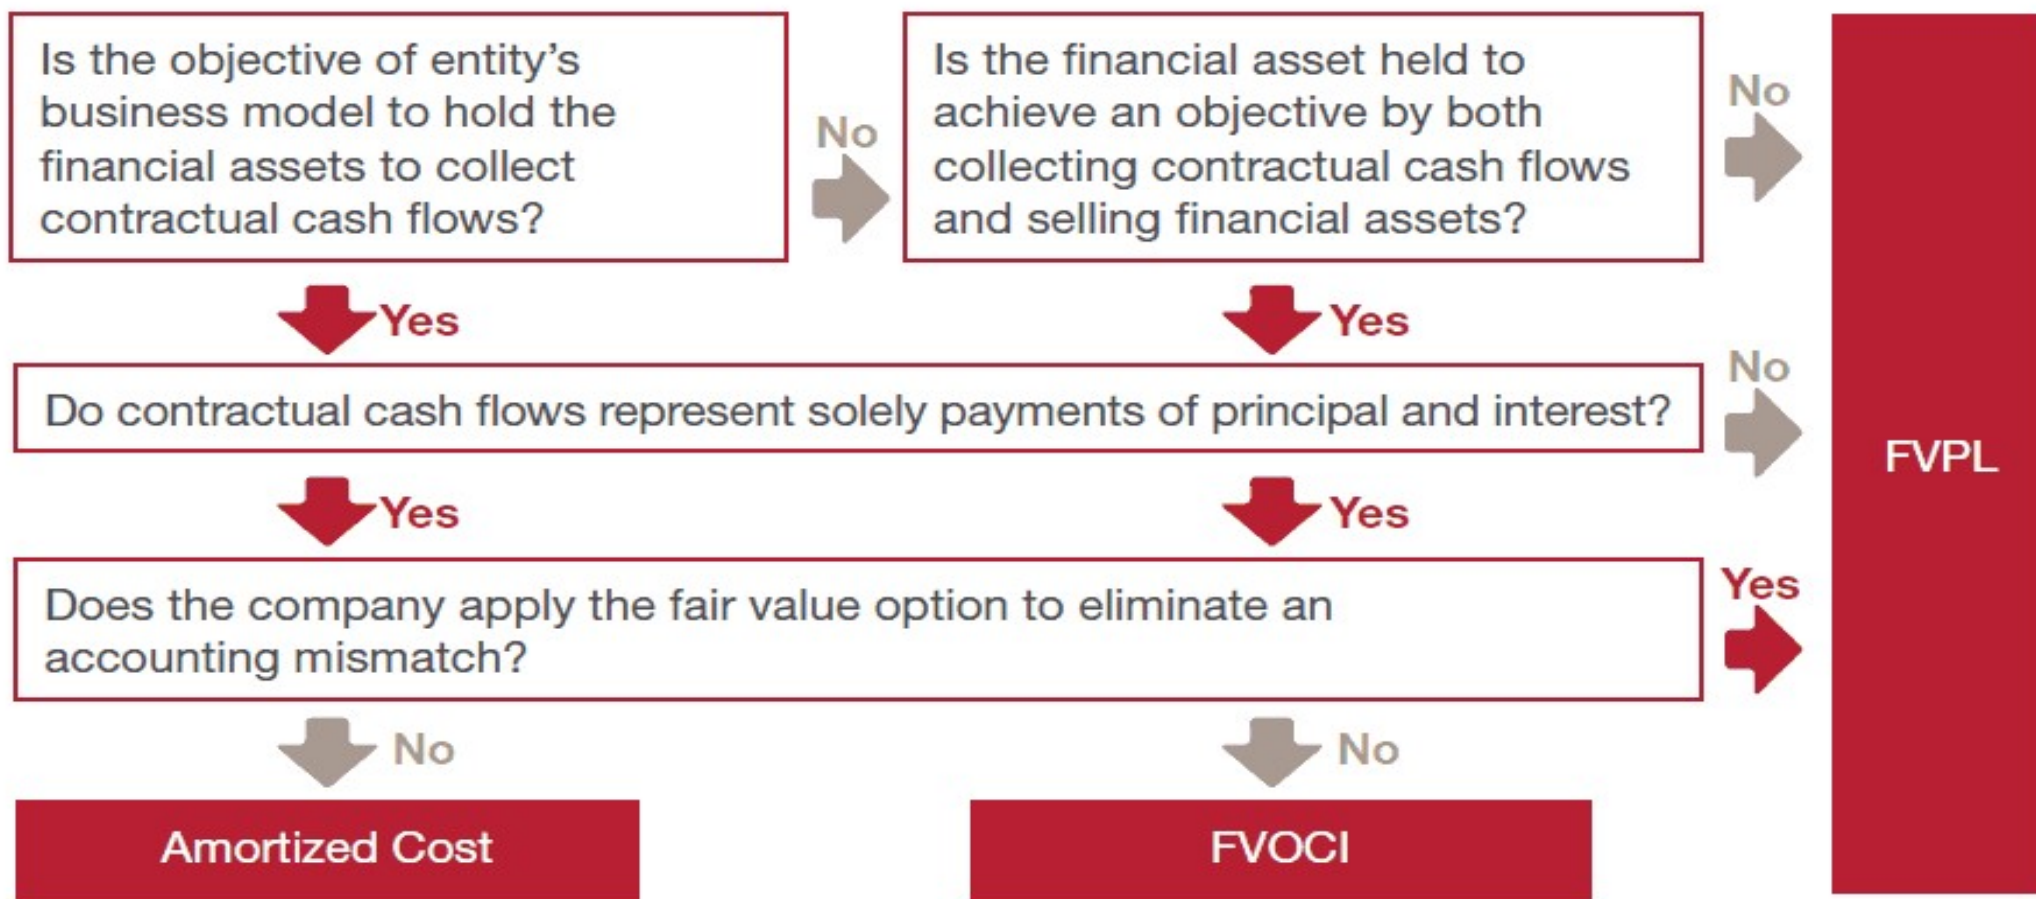 Is the objective of entity’s
business model to hold the
financial assets to collect
contractual cash flows?
No
Is the financial asset held to
achieve an objective by both
collecting contractual cash flows
and selling financial assets?
No
Yes
Yes
Do contractual cash flows represent solely payments of principal and interest?
No
FVPL
Yes
Yes
Does the company apply the fair value option to eliminate an
accounting mismatch?
Yes
No
No
Amortized Cost
FVOCI